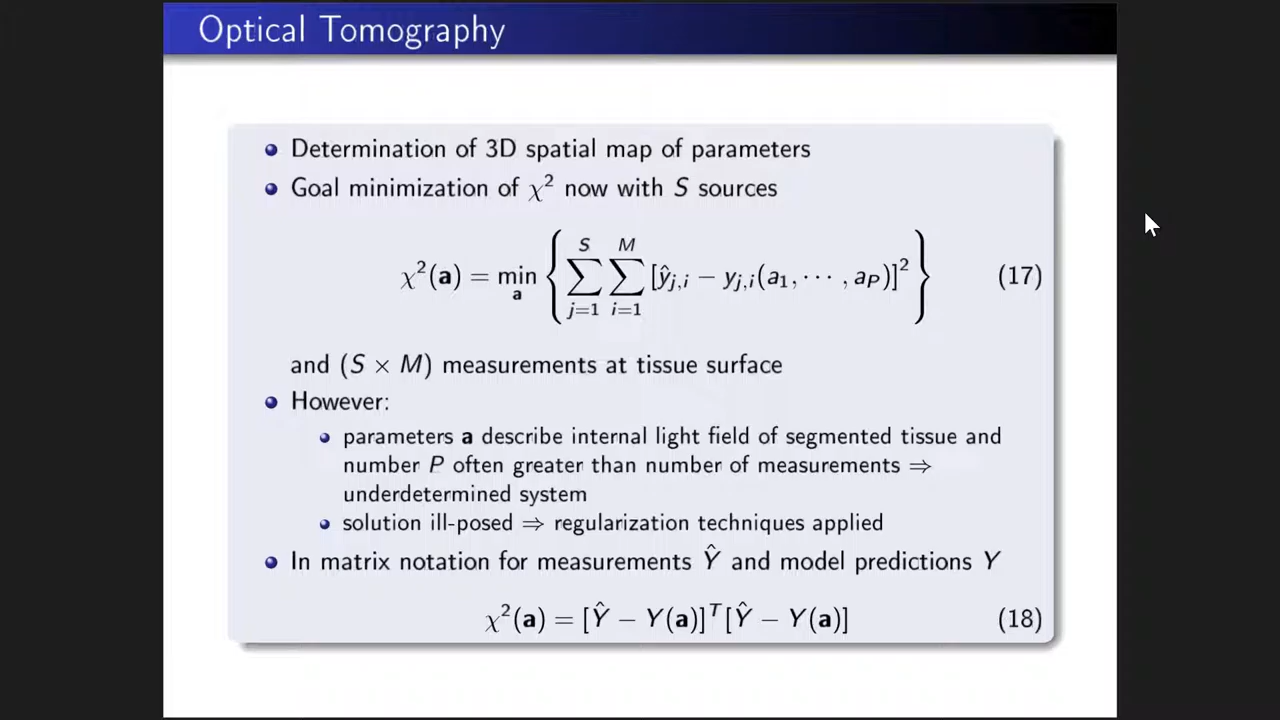 Optical Tomography
Determination of 3D spatial map of parameters
Goal minimization of χ² now with S sources
χ²(a) = min_a { ∑_{j=1}^{S} ∑_{i=1}^{M} [ŷ_{j,i} − y_{j,i}(a₁, ⋯ , a_P)]² } (17)
and (S × M) measurements at tissue surface
However:
parameters a describe internal light field of segmented tissue and
number P often greater than number of measurements ⇒
underdetermined system
solution ill-posed ⇒ regularization techniques applied
In matrix notation for measurements Ŷ and model predictions Y
χ²(a) = [Ŷ − Y(a)]ᵀ[Ŷ − Y(a)] (18)